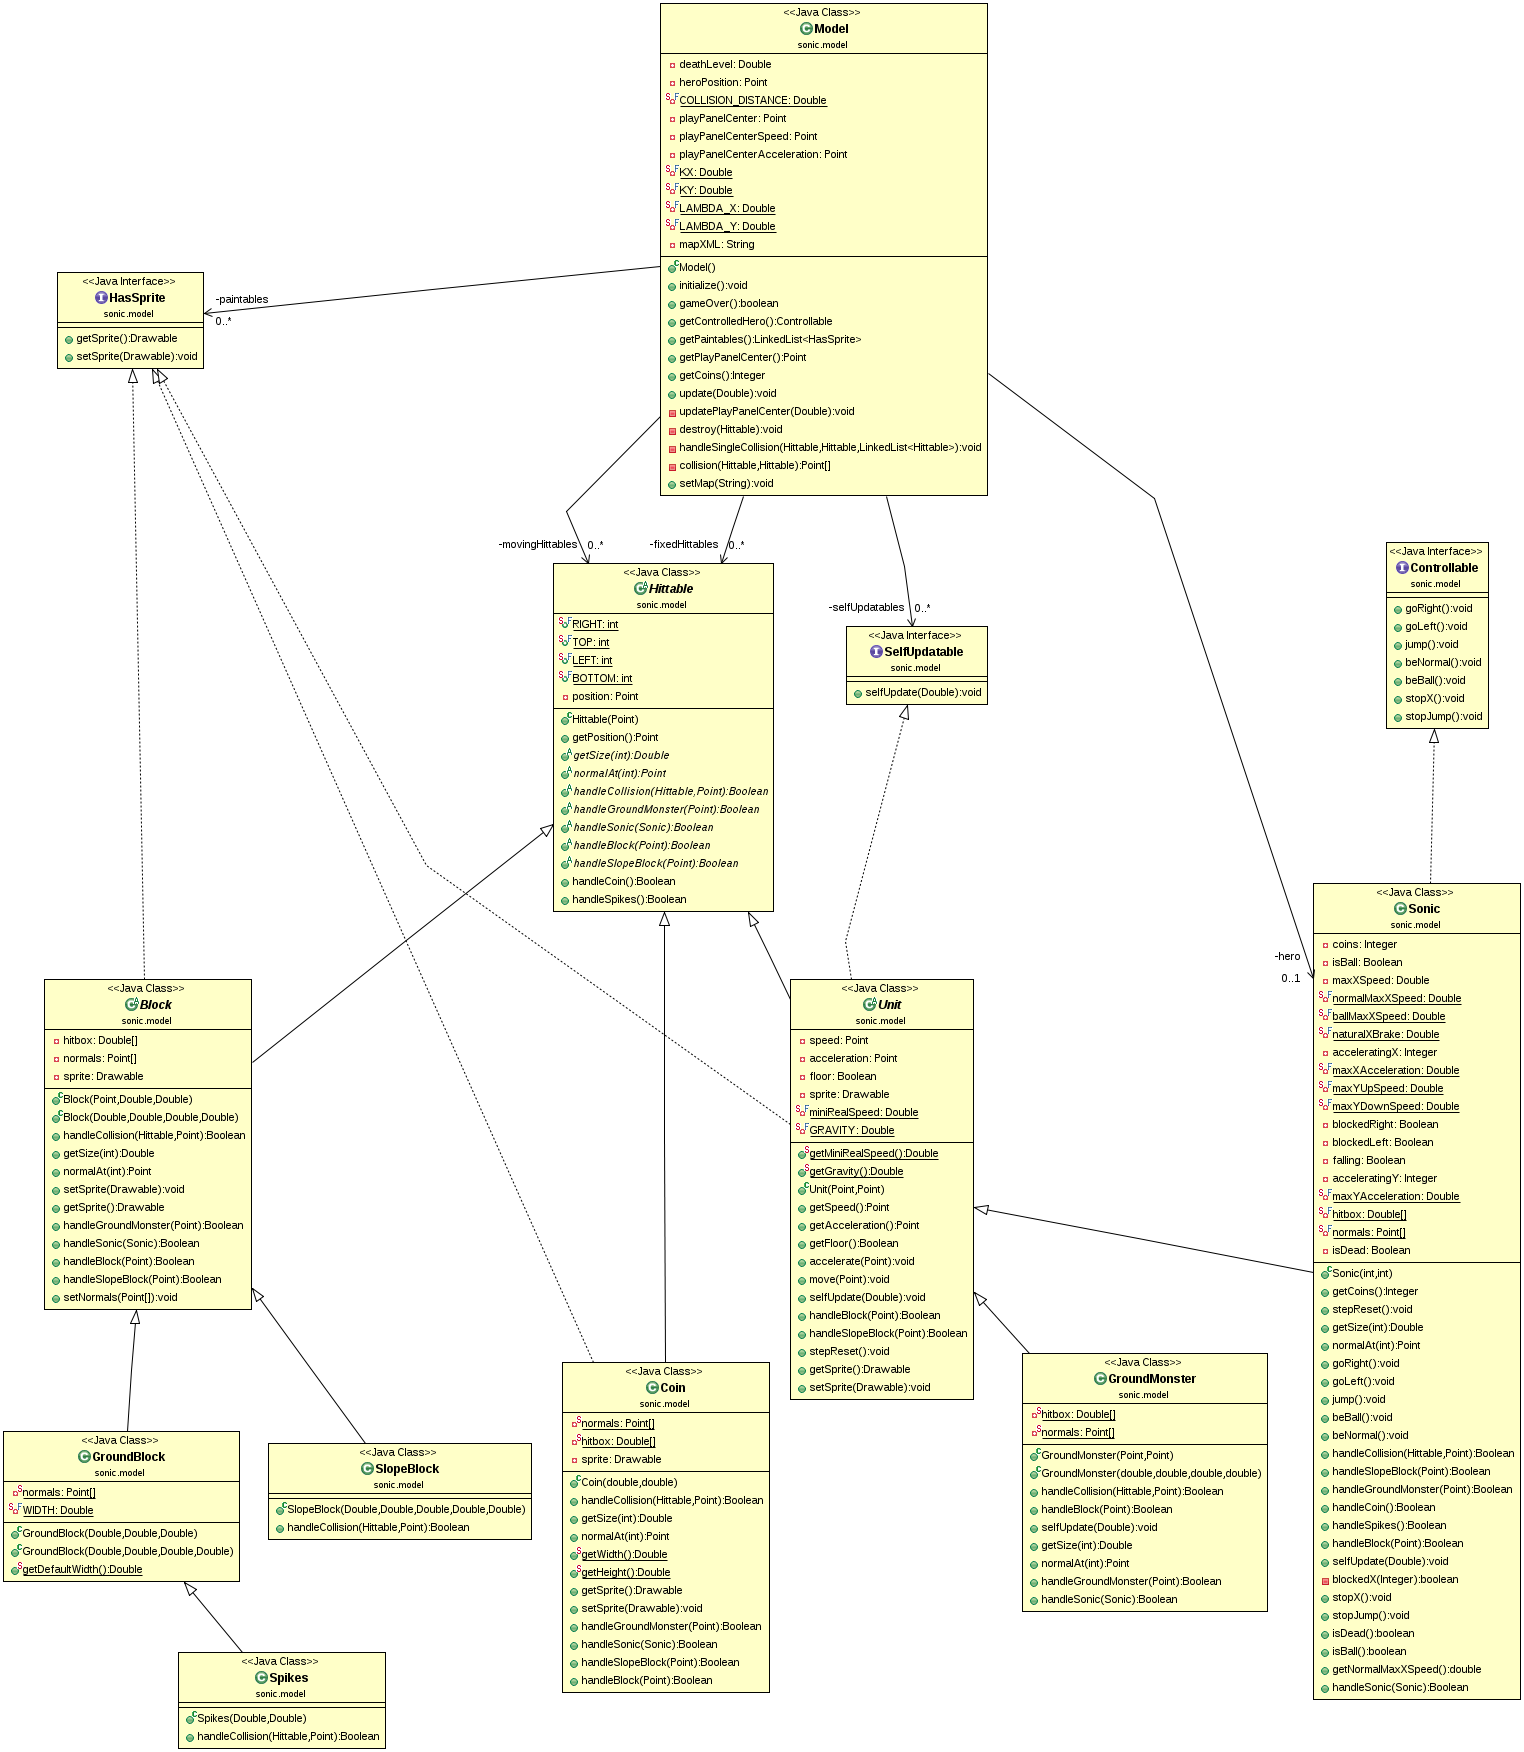 <<Java Class>>
Model
sonic.model
deathLevel: Double
heroPosition: Point
COLLISION_DISTANCE: Double
playPanelCenter: Point
playPanelCenterSpeed: Point
playPanelCenterAcceleration: Point
KX: Double
KY: Double
LAMBDA_X: Double
LAMBDA_Y: Double
mapXML: String
Model()
initialize():void
gameOver():boolean
getControlledHero():Controllable
getPaintables():LinkedList<HasSprite>
getPlayPanelCenter():Point
getCoins():Integer
update(Double):void
updatePlayPanelCenter(Double):void
destroy(Hittable):void
handleSingleCollision(Hittable,Hittable,LinkedList<Hittable>):void
collision(Hittable,Hittable):Point[]
setMap(String):void
<<Java Interface>>
HasSprite
sonic.model
getSprite():Drawable
setSprite(Drawable):void
-paintables
0..*
-movingHittables
0..*
-fixedHittables
0..*
-selfUpdatables
0..*
-hero
0..1
<<Java Class>>
Hittable
sonic.model
RIGHT: int
TOP: int
LEFT: int
BOTTOM: int
position: Point
Hittable(Point)
getPosition():Point
getSize(int):Double
normalAt(int):Point
handleCollision(Hittable,Point):Boolean
handleGroundMonster(Point):Boolean
handleSonic(Sonic):Boolean
handleBlock(Point):Boolean
handleSlopeBlock(Point):Boolean
handleCoin():Boolean
handleSpikes():Boolean
<<Java Interface>>
SelfUpdatable
sonic.model
selfUpdate(Double):void
<<Java Interface>>
Controllable
sonic.model
goRight():void
goLeft():void
jump():void
beNormal():void
beBall():void
stopX():void
stopJump():void
<<Java Class>>
Block
sonic.model
hitbox: Double[]
normals: Point[]
sprite: Drawable
Block(Point,Double,Double)
Block(Double,Double,Double,Double)
handleCollision(Hittable,Point):Boolean
getSize(int):Double
normalAt(int):Point
setSprite(Drawable):void
getSprite():Drawable
handleGroundMonster(Point):Boolean
handleSonic(Sonic):Boolean
handleBlock(Point):Boolean
handleSlopeBlock(Point):Boolean
setNormals(Point[]):void
<<Java Class>>
Unit
sonic.model
speed: Point
acceleration: Point
floor: Boolean
sprite: Drawable
miniRealSpeed: Double
GRAVITY: Double
getMiniRealSpeed():Double
getGravity():Double
Unit(Point,Point)
getSpeed():Point
getAcceleration():Point
getFloor():Boolean
accelerate(Point):void
move(Point):void
selfUpdate(Double):void
handleBlock(Point):Boolean
handleSlopeBlock(Point):Boolean
stepReset():void
getSprite():Drawable
setSprite(Drawable):void
<<Java Class>>
Sonic
sonic.model
coins: Integer
isBall: Boolean
maxXSpeed: Double
normalMaxXSpeed: Double
ballMaxXSpeed: Double
naturalXBrake: Double
acceleratingX: Integer
maxXAcceleration: Double
maxYUpSpeed: Double
maxYDownSpeed: Double
blockedRight: Boolean
blockedLeft: Boolean
falling: Boolean
acceleratingY: Integer
maxYAcceleration: Double
hitbox: Double[]
normals: Point[]
isDead: Boolean
Sonic(int,int)
getCoins():Integer
stepReset():void
getSize(int):Double
normalAt(int):Point
goRight():void
goLeft():void
jump():void
beBall():void
beNormal():void
handleCollision(Hittable,Point):Boolean
handleSlopeBlock(Point):Boolean
handleGroundMonster(Point):Boolean
handleCoin():Boolean
handleSpikes():Boolean
handleBlock(Point):Boolean
selfUpdate(Double):void
blockedX(Integer):boolean
stopX():void
stopJump():void
isDead():boolean
isBall():boolean
getNormalMaxXSpeed():double
handleSonic(Sonic):Boolean
<<Java Class>>
GroundBlock
sonic.model
normals: Point[]
WIDTH: Double
GroundBlock(Double,Double,Double)
GroundBlock(Double,Double,Double,Double)
getDefaultWidth():Double
<<Java Class>>
SlopeBlock
sonic.model
SlopeBlock(Double,Double,Double,Double,Double)
handleCollision(Hittable,Point):Boolean
<<Java Class>>
Coin
sonic.model
normals: Point[]
hitbox: Double[]
sprite: Drawable
Coin(double,double)
handleCollision(Hittable,Point):Boolean
getSize(int):Double
normalAt(int):Point
getWidth():Double
getHeight():Double
getSprite():Drawable
setSprite(Drawable):void
handleGroundMonster(Point):Boolean
handleSonic(Sonic):Boolean
handleSlopeBlock(Point):Boolean
handleBlock(Point):Boolean
<<Java Class>>
GroundMonster
sonic.model
hitbox: Double[]
normals: Point[]
GroundMonster(Point,Point)
GroundMonster(double,double,double,double)
handleCollision(Hittable,Point):Boolean
handleBlock(Point):Boolean
selfUpdate(Double):void
getSize(int):Double
normalAt(int):Point
handleGroundMonster(Point):Boolean
handleSonic(Sonic):Boolean
<<Java Class>>
Spikes
sonic.model
Spikes(Double,Double)
handleCollision(Hittable,Point):Boolean